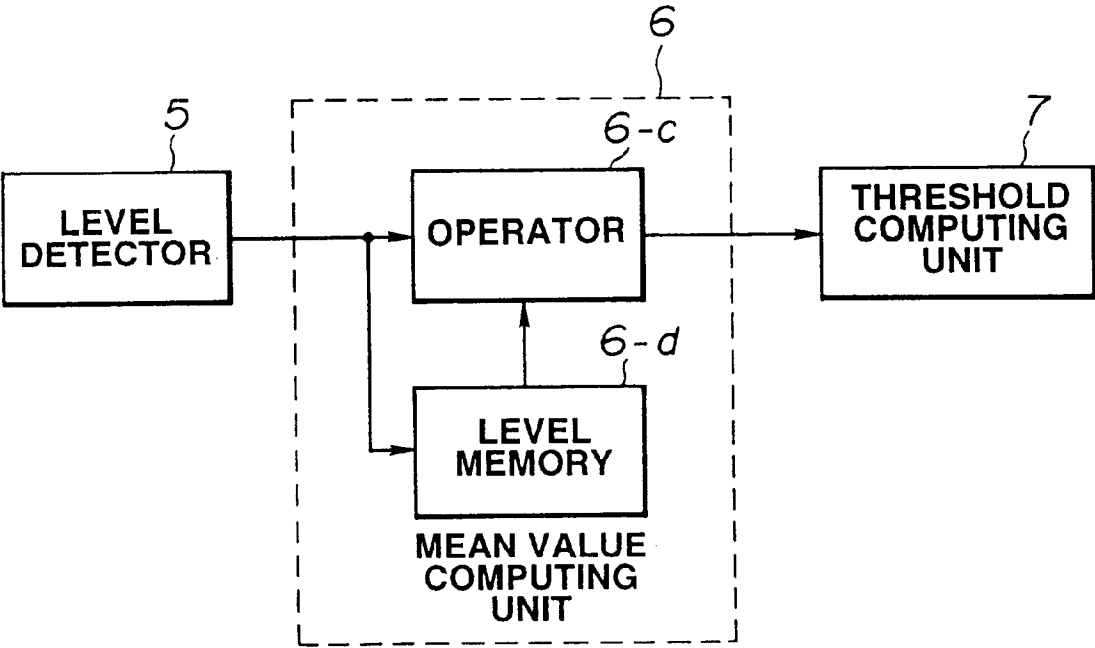 6
5
6-c
7
LEVEL
DETECTOR
OPERATOR
THRESHOLD
COMPUTING
UNIT
6-d
LEVEL
MEMORY
MEAN VALUE
COMPUTING
UNIT